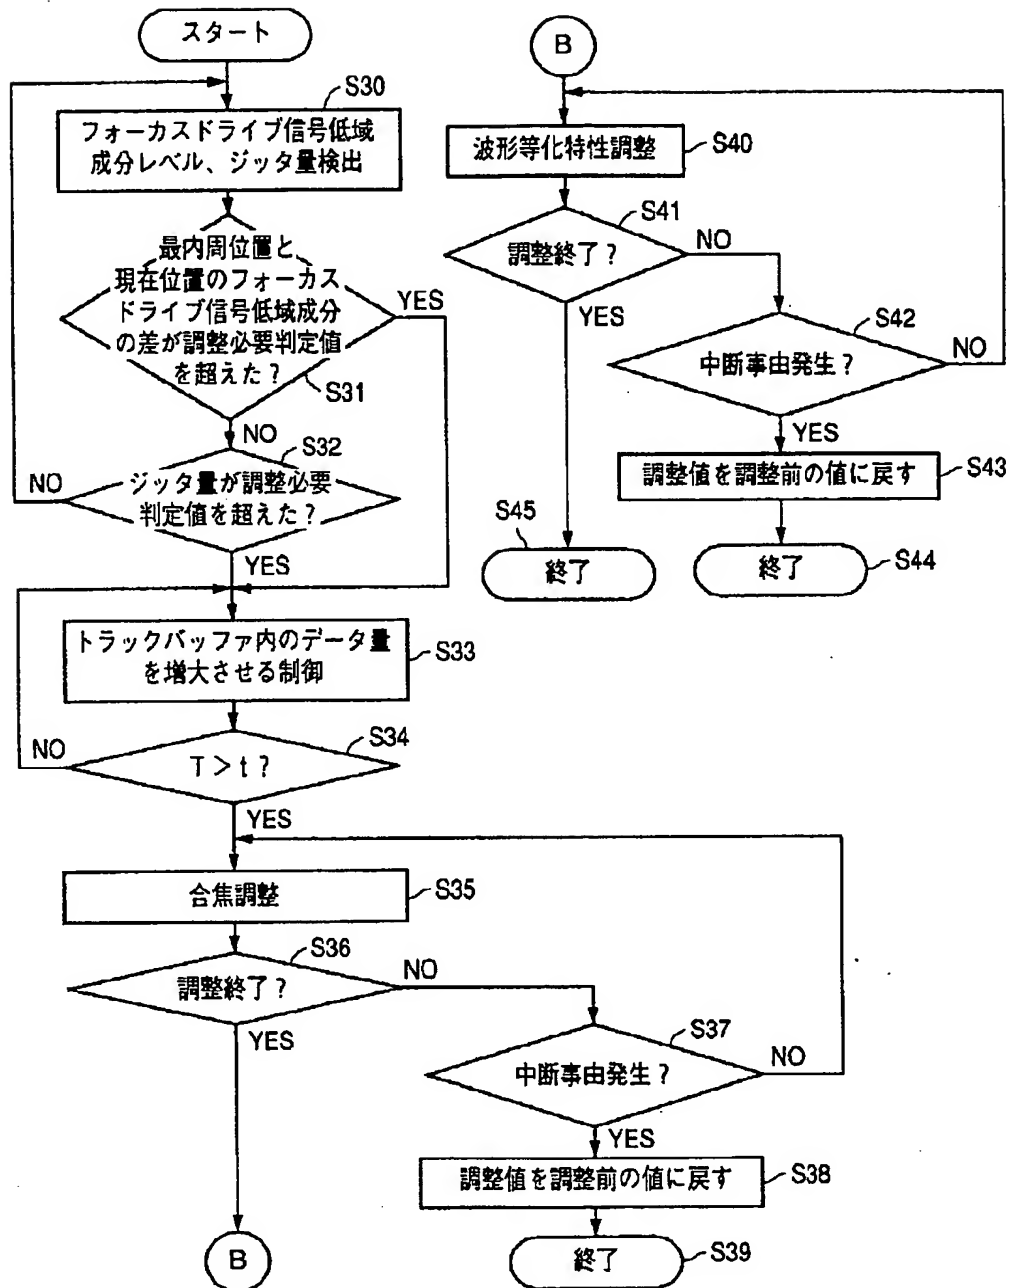 スタート
S30
フォーカスドライブ信号低域
成分レベル、ジッタ量検出
最内周位置と
現在位置のフォーカス
ドライブ信号低域成分
の差が調整必要判定値
を超えた？
YES
S31
NO
S32
ジッタ量が調整必要
判定値を超えた？
NO
YES
トラックバッファ内のデータ量
を増大させる制御
S33
S34
T＞t？
NO
YES
合焦調整
S35
S36
調整終了？
NO
YES
S37
中断事由発生？
NO
YES
調整値を調整前の値に戻す
S38
終了
S39
B
B
波形等化特性調整
S40
S41
調整終了？
NO
YES
S42
中断事由発生？
NO
YES
調整値を調整前の値に戻す
S43
終了
S44
S45
終了